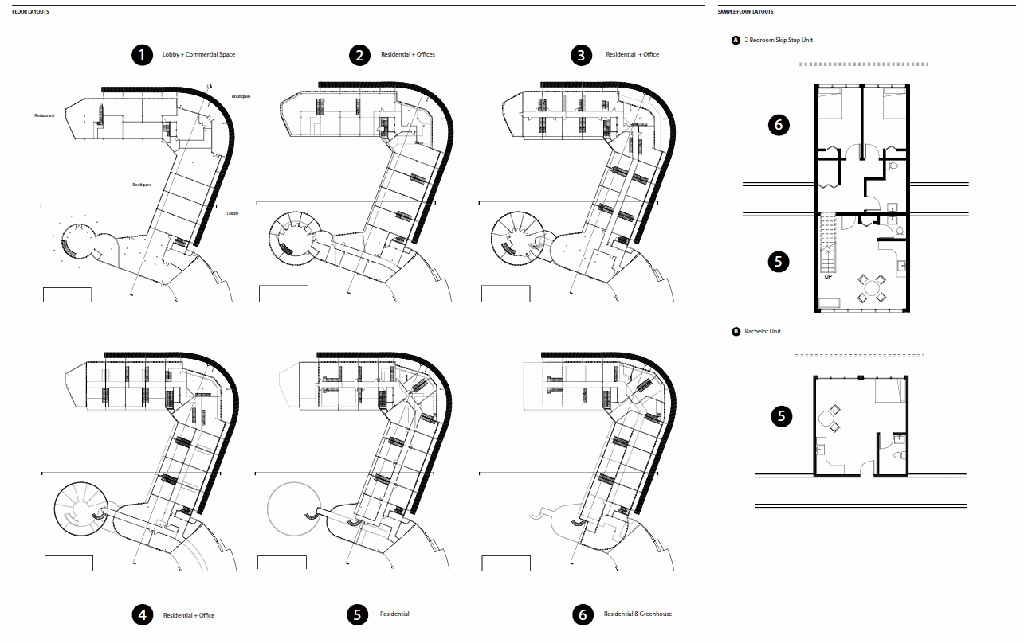 FLOOR LAYOUTS
SAMPLE FLOOR LAYOUTS
A 2 Bedroom Skip Stop Unit
1 Lobby + Commercial Space
2 Residential + Offices
3 Residential + Office
Boutiques
Restaurant
6
Boutiques
LOBBY
5
UP
B Bachelor Unit
5
4 Residential + Office
5 Residential
6 Residential & Greenhouse